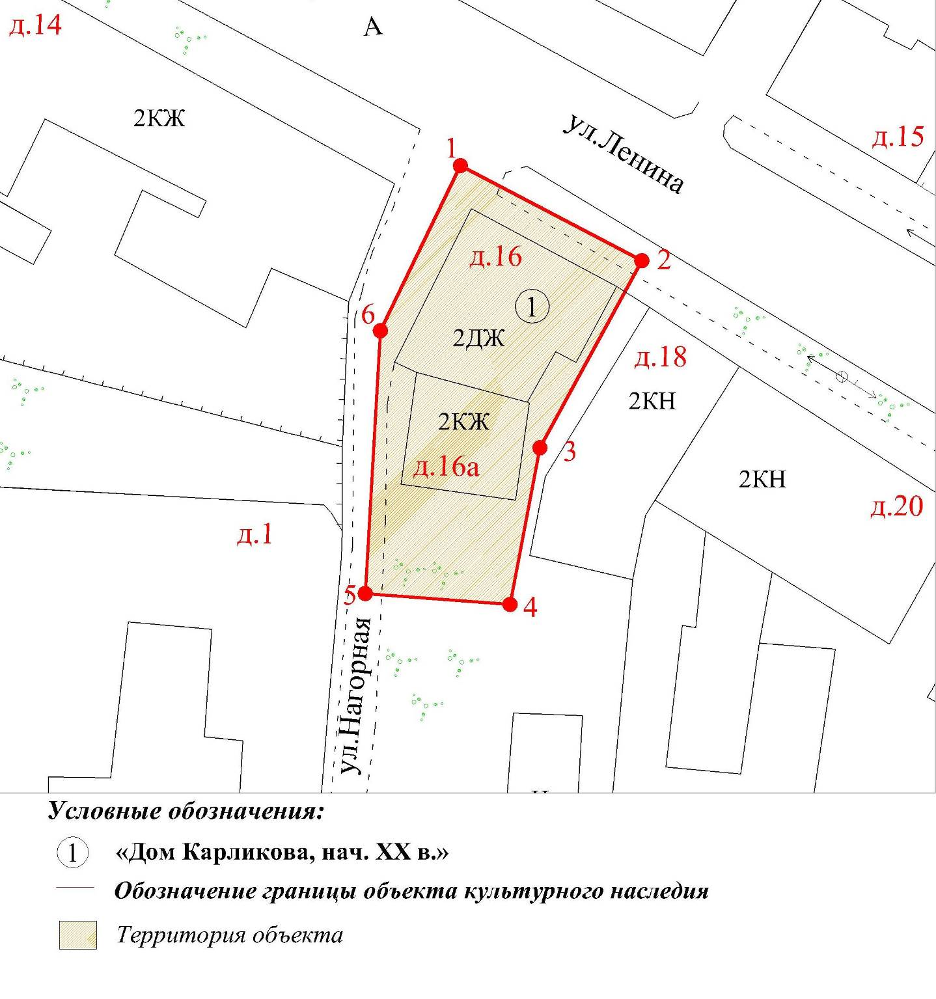 д.14
А
2КЖ
ул.Ленина
д.15
1
2
д.16
1
6
2ДЖ
д.18
2КН
2КЖ
3
д.16а
2КН
д.20
д.1
5
4
ул.Нагорная
Условные обозначения:
1 «Дом Карликова, нач. XX в.»
Обозначение границы объекта культурного наследия
Территория объекта